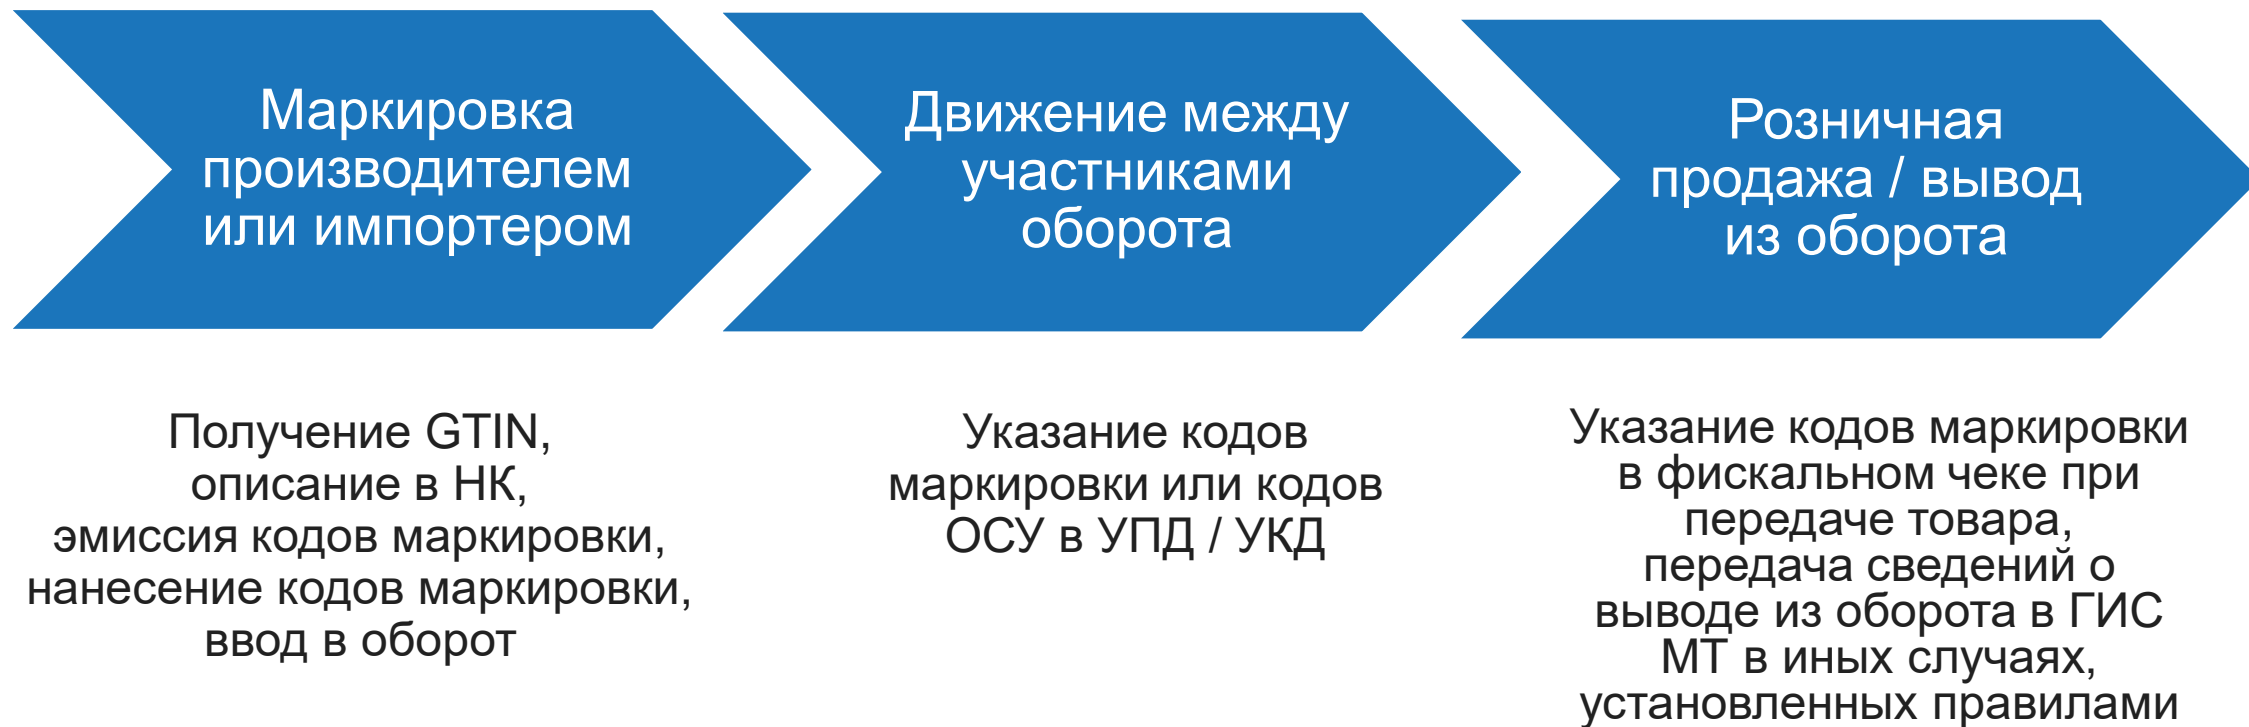 Маркировка
производителем
или импортером
Движение между
участниками
оборота
Розничная
продажа / вывод
из оборота
Получение GTIN,
описание в НК,
эмиссия кодов маркировки,
нанесение кодов маркировки,
ввод в оборот
Указание кодов
маркировки или кодов
ОСУ в УПД / УКД
Указание кодов маркировки
в фискальном чеке при
передаче товара,
передача сведений о
выводе из оборота в ГИС
МТ в иных случаях,
установленных правилами